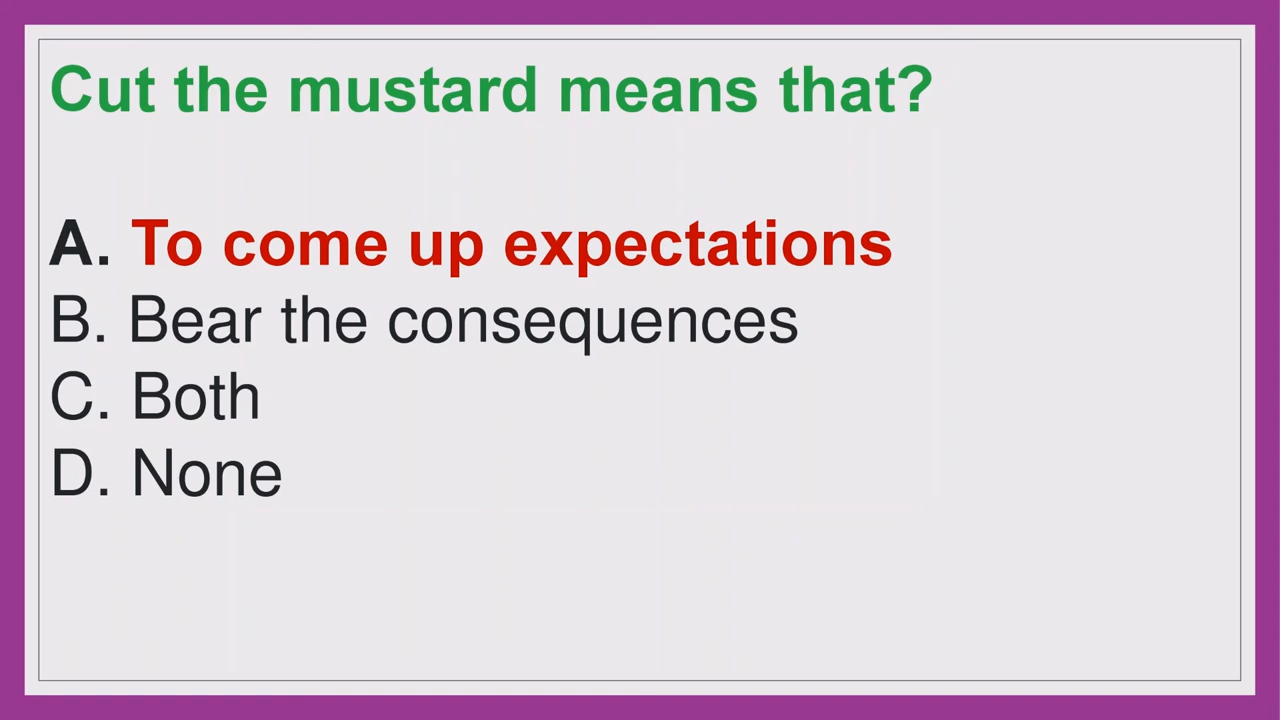 Cut the mustard means that?
A. To come up expectations
B. Bear the consequences
C. Both
D. None